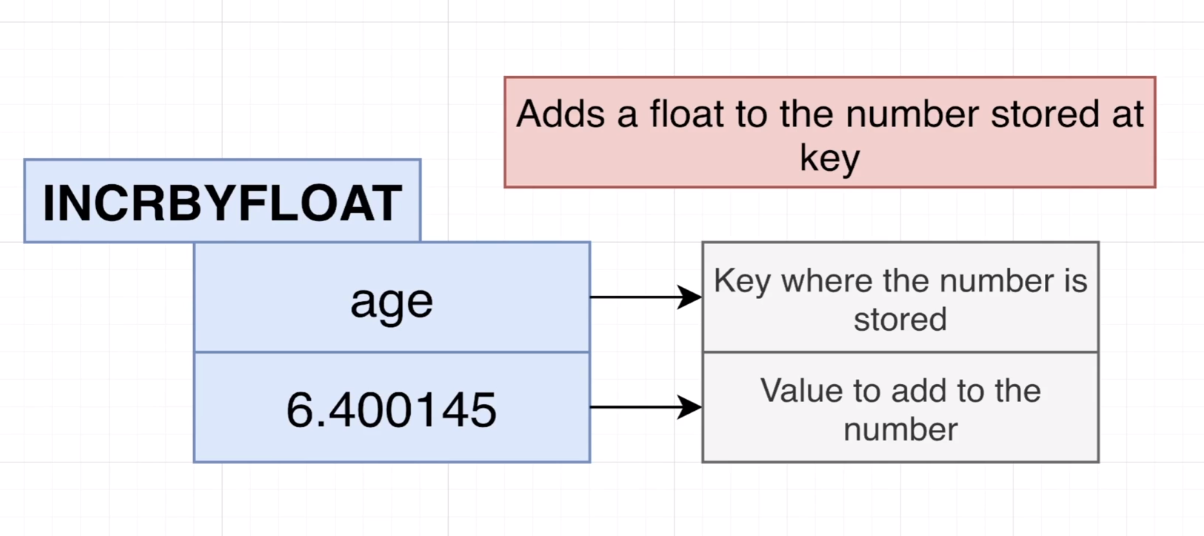 Adds a float to the number stored at
key
INCRBYFLOAT
age
Key where the number is
stored
6.400145
Value to add to the
number